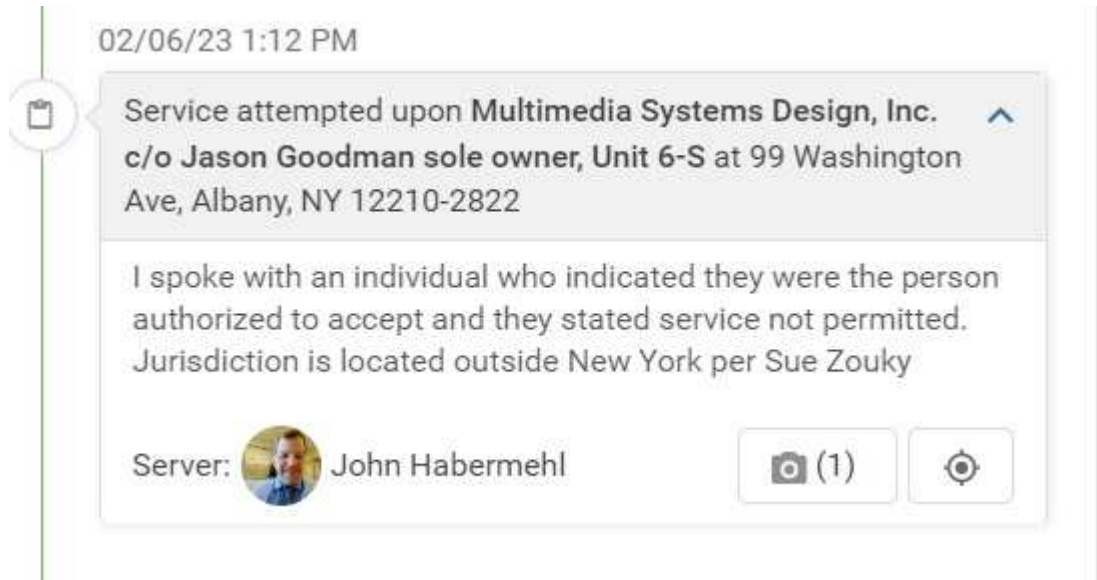 02/06/23 1:12 PM
Service attempted upon Multimedia Systems Design, Inc.
c/o Jason Goodman sole owner, Unit 6-S at 99 Washington
Ave, Albany, NY 12210-2822
I spoke with an individual who indicated they were the person
authorized to accept and they stated service not permitted.
Jurisdiction is located outside New York per Sue Zouky
Server: John Habermehl (1)